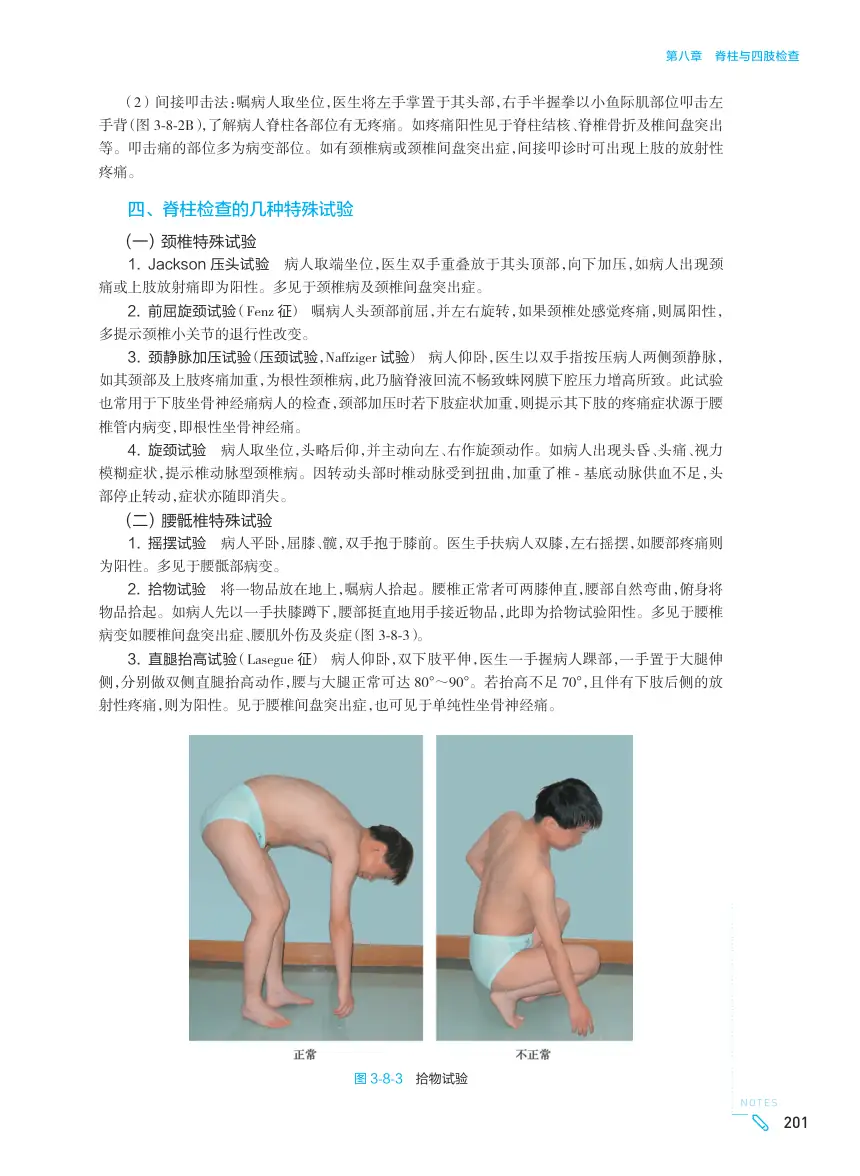 第八章 脊柱与四肢检查
（2）间接叩击法：嘱病人取坐位，医生将左手掌置于其头部，右手半握拳以小鱼际肌部位叩击左
手背（图 3-8-2B），了解病人脊柱各部位有无疼痛。如疼痛阳性见于脊柱结核、脊椎骨折及椎间盘突出
等。叩击痛的部位多为病变部位。如有颈椎病或颈椎间盘突出症，间接叩诊时可出现上肢的放射性
疼痛。
四、脊柱检查的几种特殊试验
（一）颈椎特殊试验
1. Jackson 压头试验 病人取端坐位，医生双手重叠放于其头顶部，向下加压，如病人出现颈
痛或上肢放射痛即为阳性。多见于颈椎病及颈椎间盘突出症。
2. 前屈旋颈试验（Fenz 征） 嘱病人头颈部前屈，并左右旋转，如果颈椎处感觉疼痛，则属阳性，
多提示颈椎小关节的退行性改变。
3. 颈静脉加压试验（压颈试验，Naffziger 试验） 病人仰卧，医生以双手指按压病人两侧颈静脉，
如其颈部及上肢疼痛加重，为根性颈椎病，此乃脑脊液回流不畅致蛛网膜下腔压力增高所致。此试验
也常用于下肢坐骨神经痛病人的检查，颈部加压时若下肢症状加重，则提示其下肢的疼痛症状源于腰
椎管内病变，即根性坐骨神经痛。
4. 旋颈试验 病人取坐位，头略后仰，并主动向左、右作旋颈动作。如病人出现头昏、头痛、视力
模糊症状，提示椎动脉型颈椎病。因转动头部时椎动脉受到扭曲，加重了椎 - 基底动脉供血不足，头
部停止转动，症状亦随即消失。
（二）腰骶椎特殊试验
1. 摇摆试验 病人平卧，屈膝、髋，双手抱于膝前。医生手扶病人双膝，左右摇摆，如腰部疼痛则
为阳性。多见于腰骶部病变。
2. 拾物试验 将一物品放在地上，嘱病人拾起。腰椎正常者可两膝伸直，腰部自然弯曲，俯身将
物品拾起。如病人先以一手扶膝蹲下，腰部挺直地用手接近物品，此即为拾物试验阳性。多见于腰椎
病变如腰椎间盘突出症、腰肌外伤及炎症（图 3-8-3）。
3. 直腿抬高试验（Lasegue 征） 病人仰卧，双下肢平伸，医生一手握病人踝部，一手置于大腿伸
侧，分别做双侧直腿抬高动作，腰与大腿正常可达 80°～90°。若抬高不足 70°，且伴有下肢后侧的放
射性疼痛，则为阳性。见于腰椎间盘突出症，也可见于单纯性坐骨神经痛。
正常
不正常
图 3-8-3 拾物试验
NOTES
201